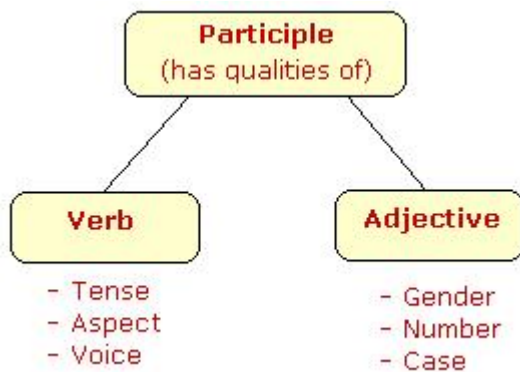 Participle
(has qualities of)
Verb
- Tense
- Aspect
- Voice
Adjective
- Gender
- Number
- Case